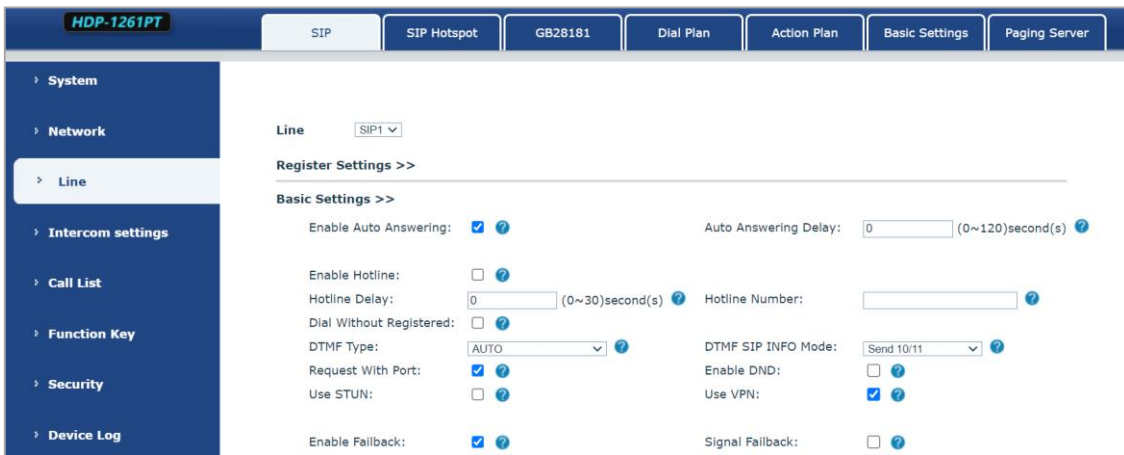 HDP-1261PT
SIP SIP Hotspot GB28181 Dial Plan Action Plan Basic Settings Paging Server
System
Network
Line
Intercom settings
Call List
Function Key
Security
Device Log
Line SIP1
Register Settings >>
Basic Settings >>
Enable Auto Answering: ? Auto Answering Delay: 0 (0~120)second(s) ?
Enable Hotline: ?
Hotline Delay: 0 (0~30)second(s) ? Hotline Number: ?
Dial Without Registered: ?
DTMF Type: AUTO ? DTMF SIP INFO Mode: Send 10/11 ?
Request With Port: ? Enable DND: ?
Use STUN: ? Use VPN: ?
Enable Failback: ? Signal Failback: ?